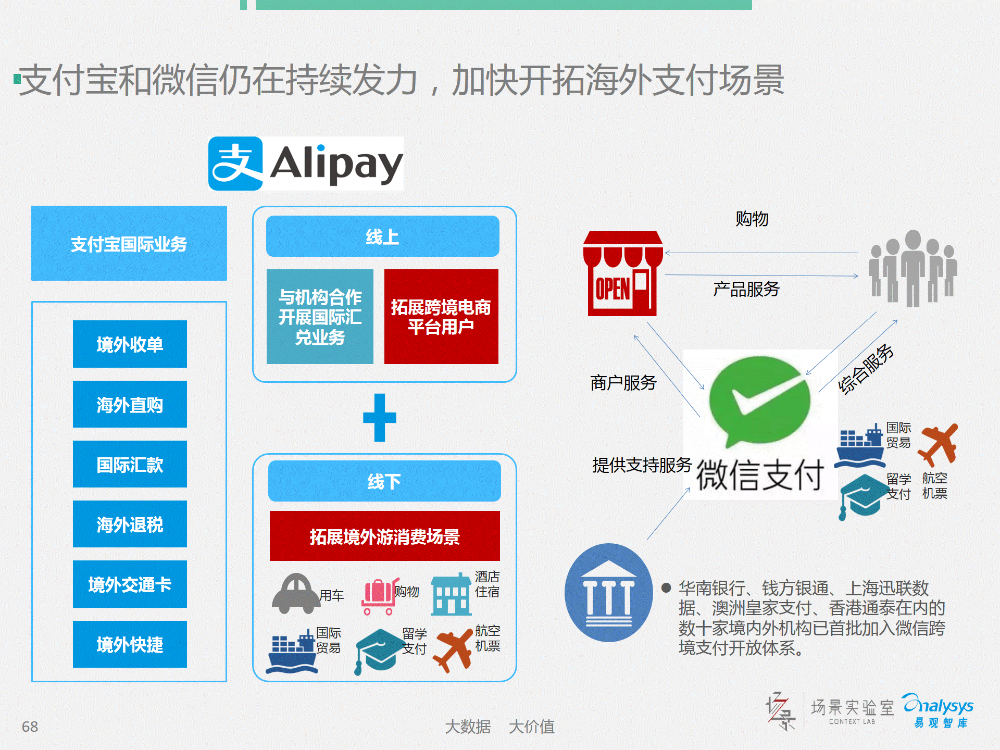 支付宝和微信仍在持续发力，加快开拓海外支付场景
支 Alipay
支付宝国际业务
境外收单
海外直购
国际汇款
海外退税
境外交通卡
境外快捷
线上
与机构合作
开展国际汇
兑业务
拓展跨境电商
平台用户
线下
拓展境外游消费场景
用车
购物
酒店
住宿
国际
贸易
留学
支付
航空
机票
购物
OPEN
产品服务
商户服务
综合服务
提供支持服务
微信支付
国际
贸易
留学
支付
航空
机票
● 华南银行、钱方银通、上海迅联数
据、澳洲皇家支付、香港通泰在内的
数十家境内外机构已首批加入微信跨
境支付开放体系。
68
大数据 大价值
场景实验室
CONTEXT LAB
analysys
易观智库